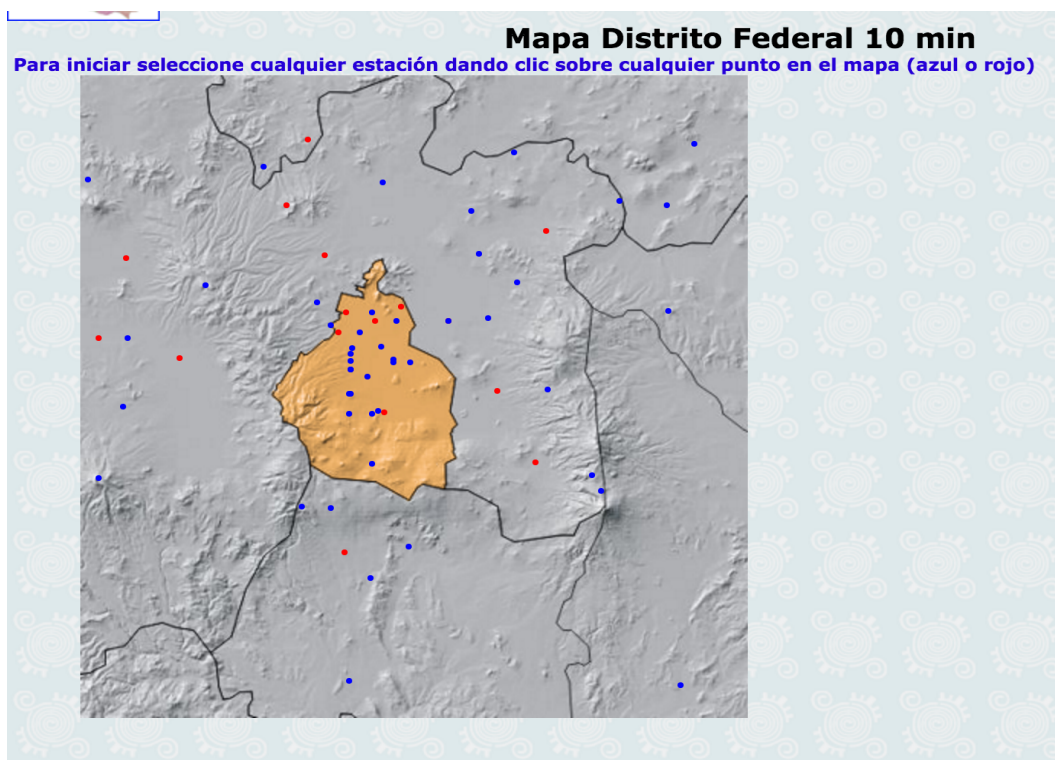 Mapa Distrito Federal 10 min
Para iniciar seleccione cualquier estación dando clic sobre cualquier punto en el mapa (azul o rojo)